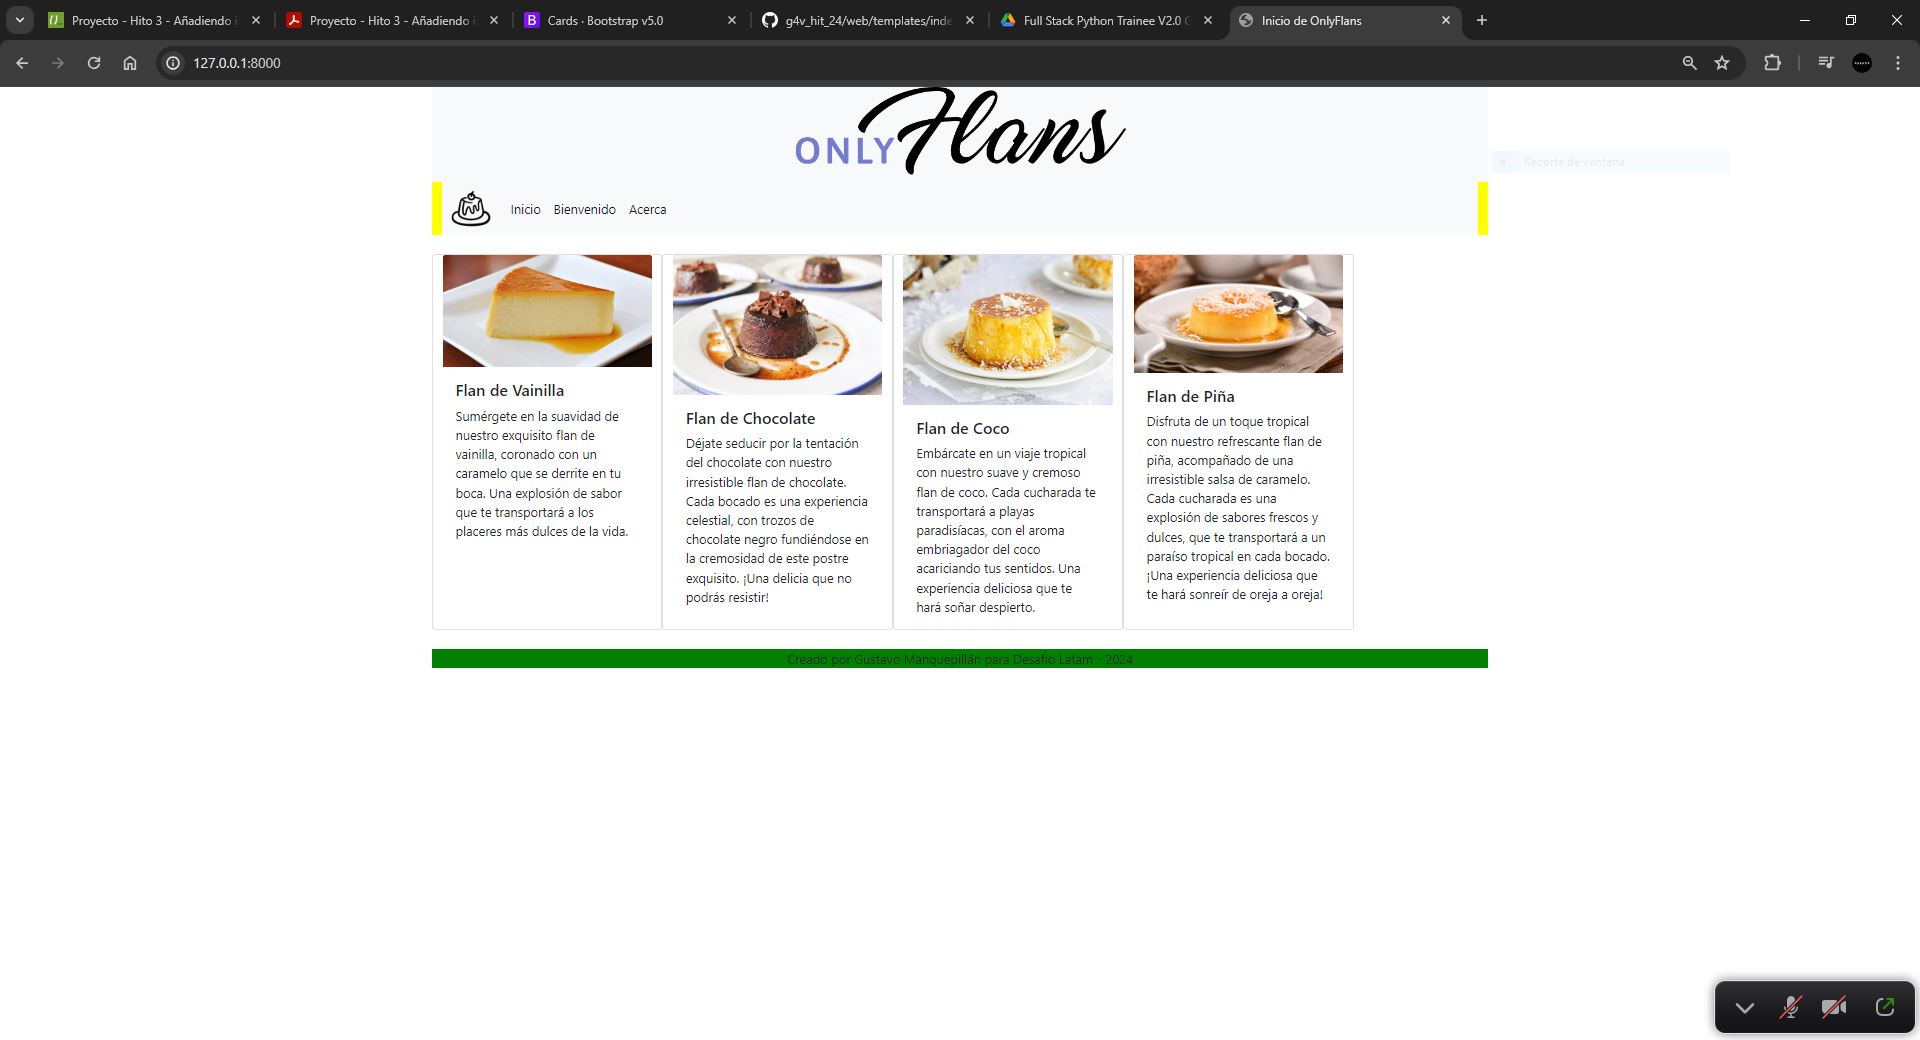 Proyecto - Hito 3 - Añadiendo i
Proyecto - Hito 3 - Añadiendo i
Cards · Bootstrap v5.0
g4v_hit_24/web/templates/inde
Full Stack Python Trainee V2.0 G
Inicio de OnlyFlans
127.0.0.1:8000
ONLY Flans
Recorte de ventana
Inicio Bienvenido Acerca
Flan de Vainilla
Sumérgete en la suavidad de
nuestro exquisito flan de
vainilla, coronado con un
caramelo que se derrite en tu
boca. Una explosión de sabor
que te transportará a los
placeres más dulces de la vida.
Flan de Chocolate
Déjate seducir por la tentación
del chocolate con nuestro
irresistible flan de chocolate.
Cada bocado es una experiencia
celestial, con trozos de
chocolate negro fundiéndose en
la cremosidad de este postre
exquisito. ¡Una delicia que no
podrás resistir!
Flan de Coco
Embárcate en un viaje tropical
con nuestro suave y cremoso
flan de coco. Cada cucharada te
transportará a playas
paradisíacas, con el aroma
embriagador del coco
acariciando tus sentidos. Una
experiencia deliciosa que te
hará soñar despierto.
Flan de Piña
Disfruta de un toque tropical
con nuestro refrescante flan de
piña, acompañado de una
irresistible salsa de caramelo.
Cada cucharada es una
explosión de sabores frescos y
dulces, que te transportará a un
paraíso tropical en cada bocado.
¡Una experiencia deliciosa que
te hará sonreír de oreja a oreja!
Creado por Gustavo Manquepillán para Desafio Latam - 2024